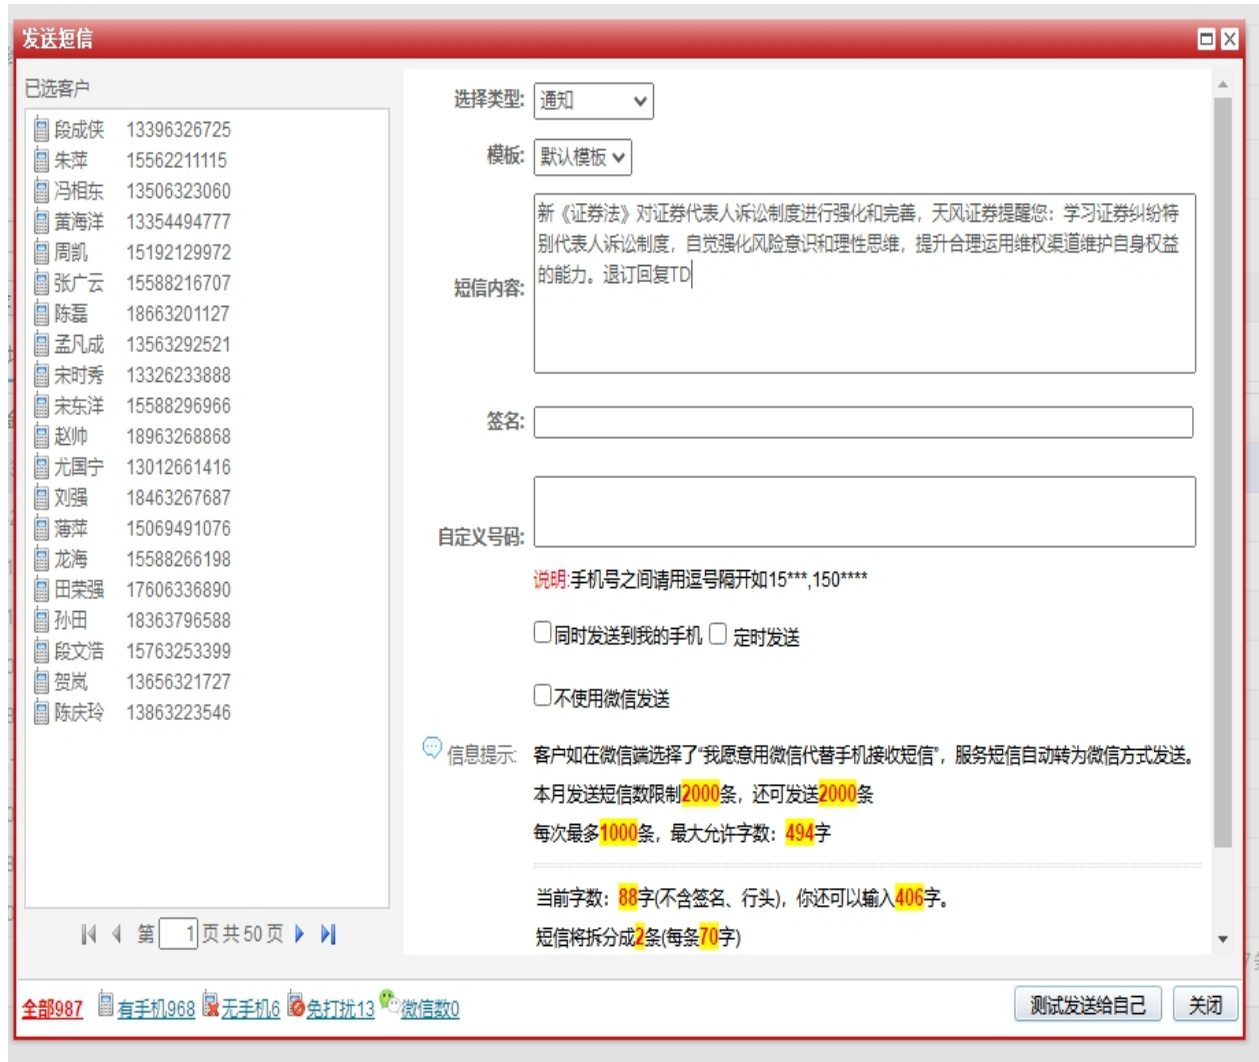 发送短信
已选客户
段成侠 13396326725
朱萍 15562211115
冯相东 13506323060
黄海洋 13354494777
周凯 15192129972
张广云 15588216707
陈磊 18663201127
孟凡成 13563292521
宋时秀 13326233888
宋东洋 15588296966
赵帅 18963268868
尤国宁 13012661416
刘强 18463267687
薄萍 15069491076
龙海 15588266198
田荣强 17606336890
孙田 18363796588
段文浩 15763253399
贺岚 13656321727
陈庆玲 13863223546
第 1 页共50页
选择类型: 通知
模板: 默认模板
短信内容:
新《证券法》对证券代表人诉讼制度进行强化和完善，天风证券提醒您：学习证券纠纷特
别代表人诉讼制度，自觉强化风险意识和理性思维，提升合理运用维权渠道维护自身权益
的能力。退订回复TD
签名:
自定义号码:
说明:手机号之间请用逗号隔开如15***,150****
同时发送到我的手机 定时发送
不使用微信发送
信息提示: 客户如在微信端选择了“我愿意用微信代替手机接收短信”，服务短信自动转为微信方式发送。
本月发送短信数限制2000条，还可发送2000条
每次最多1000条，最大允许字数：494字
当前字数：88字(不含签名、行头)，你还可以输入406字。
短信将拆分成2条(每条70字)
全部987 有手机968 无手机6 免打扰13 微信数0
测试发送给自己 关闭